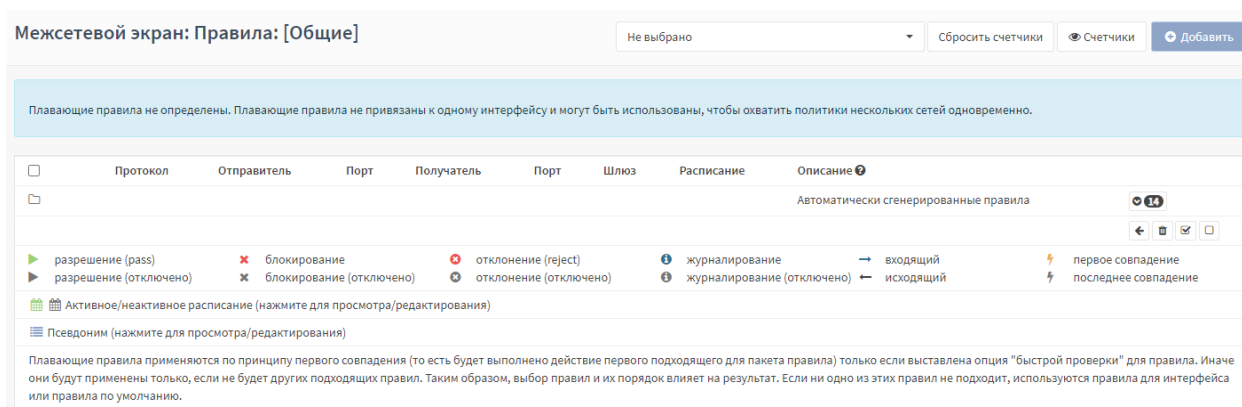 Межсетевой экран: Правила: [Общие]
Не выбрано
Сбросить счетчики
Счетчики
Добавить
Плавающие правила не определены. Плавающие правила не привязаны к одному интерфейсу и могут быть использованы, чтобы охватить политики нескольких сетей одновременно.
Протокол Отправитель Порт Получатель Порт Шлюз Расписание Описание
Автоматически сгенерированные правила 14
разрешение (pass) блокирование отклонение (reject) журналирование входящий первое совпадение
разрешение (отключено) блокирование (отключено) отклонение (отключено) журналирование (отключено) исходящий последнее совпадение
Активное/неактивное расписание (нажмите для просмотра/редактирования)
Псевдоним (нажмите для просмотра/редактирования)
Плавающие правила применяются по принципу первого совпадения (то есть будет выполнено действие первого подходящего для пакета правила) только если выставлена опция "быстрой проверки" для правила. Иначе
они будут применены только, если не будет других подходящих правил. Таким образом, выбор правил и их порядок влияет на результат. Если ни одно из этих правил не подходит, используются правила для интерфейса
или правила по умолчанию.